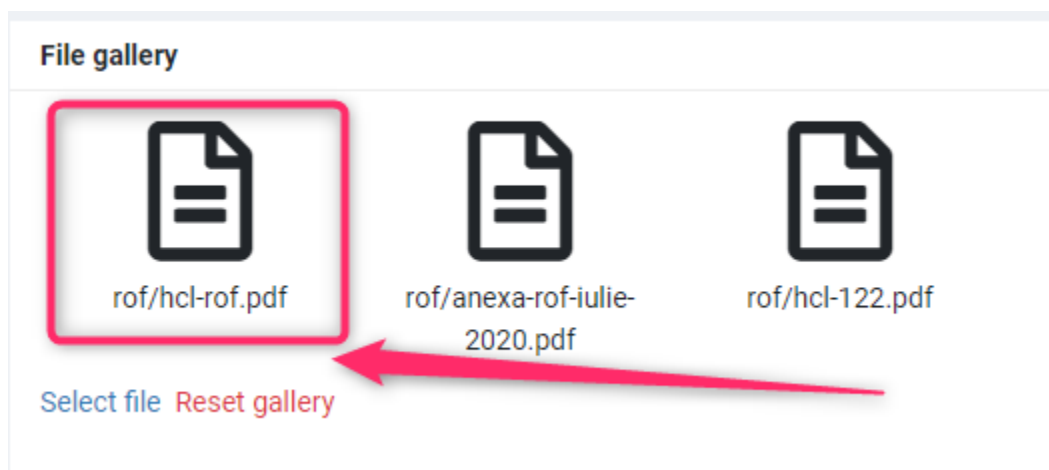 File gallery
rof/hcl-rof.pdf
rof/anexa-rof-iulie-
2020.pdf
rof/hcl-122.pdf
Select file Reset gallery